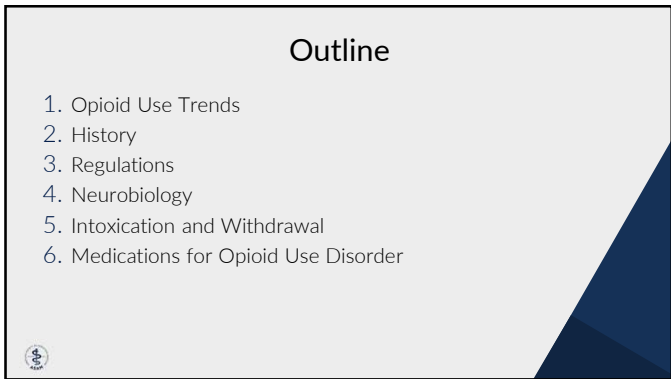 Outline
1. Opioid Use Trends
2. History
3. Regulations
4. Neurobiology
5. Intoxication and Withdrawal
6. Medications for Opioid Use Disorder
ASAM